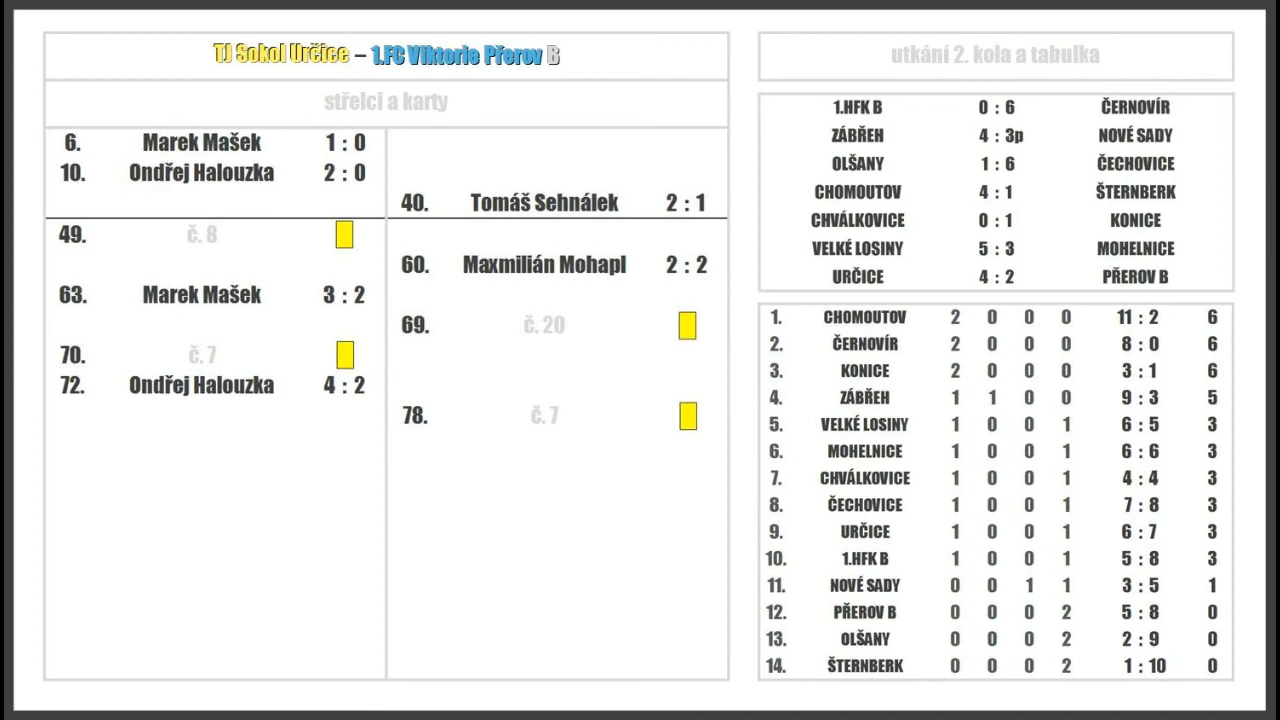 TJ Sokol Určice – 1.FC Viktorie Přerov B
střelci a karty
6. Marek Mašek 1 : 0
10. Ondřej Halouzka 2 : 0
40. Tomáš Sehnálek 2 : 1
49. č. 8
60. Maxmilián Mohapl 2 : 2
63. Marek Mašek 3 : 2
69. č. 20
70. č. 7
72. Ondřej Halouzka 4 : 2
78. č. 7
utkání 2. kola a tabulka
1.HFK B 0 : 6 ČERNOVÍR
ZÁBŘEH 4 : 3p NOVÉ SADY
OLŠANY 1 : 6 ČECHOVICE
CHOMOUTOV 4 : 1 ŠTERNBERK
CHVÁLKOVICE 0 : 1 KONICE
VELKÉ LOSINY 5 : 3 MOHELNICE
URČICE 4 : 2 PŘEROV B
1. CHOMOUTOV 2 0 0 0 11 : 2 6
2. ČERNOVÍR 2 0 0 0 8 : 0 6
3. KONICE 2 0 0 0 3 : 1 6
4. ZÁBŘEH 1 1 0 0 9 : 3 5
5. VELKÉ LOSINY 1 0 0 1 6 : 5 3
6. MOHELNICE 1 0 0 1 6 : 6 3
7. CHVÁLKOVICE 1 0 0 1 4 : 4 3
8. ČECHOVICE 1 0 0 1 7 : 8 3
9. URČICE 1 0 0 1 6 : 7 3
10. 1.HFK B 1 0 0 1 5 : 8 3
11. NOVÉ SADY 0 0 1 1 3 : 5 1
12. PŘEROV B 0 0 0 2 5 : 8 0
13. OLŠANY 0 0 0 2 2 : 9 0
14. ŠTERNBERK 0 0 0 2 1 : 10 0